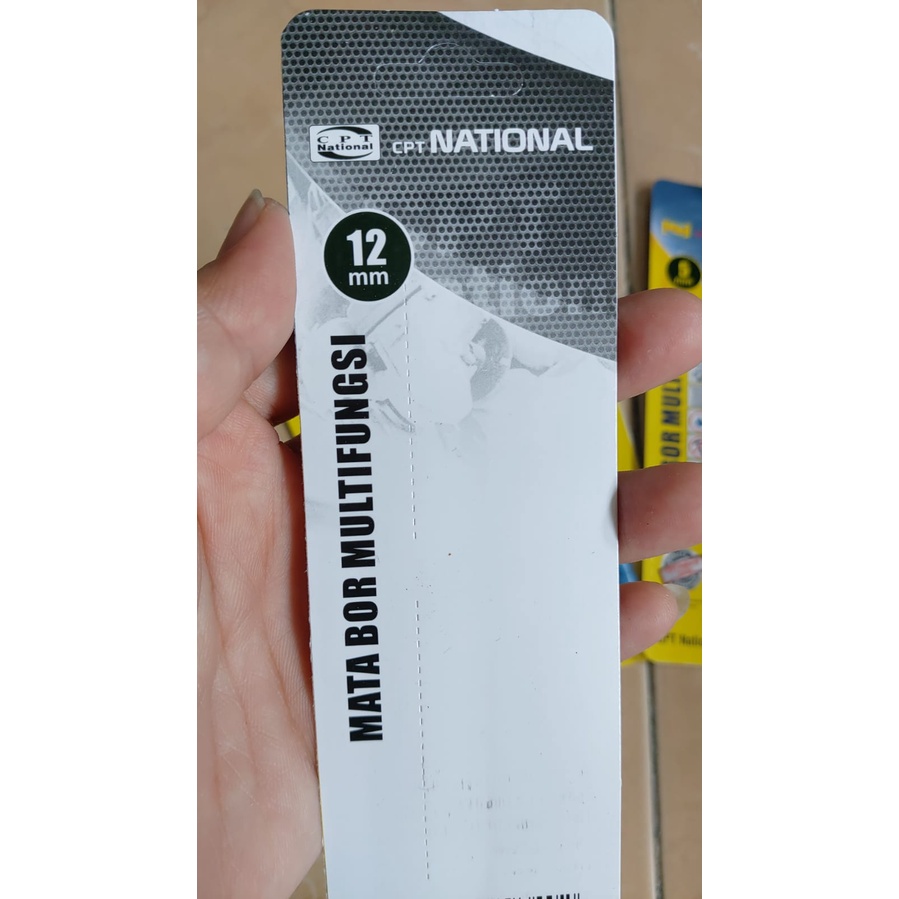 CPT
National
CPT NATIONAL
12
mm
MATA BOR MULTIFUNGSI